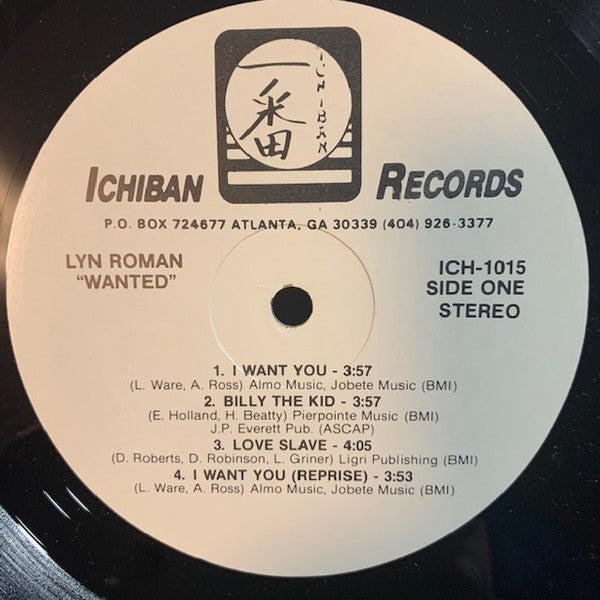 一番
ICHIBAN
ICHIBAN RECORDS
P.O. BOX 724677 ATLANTA, GA 30339 (404) 926-3377
LYN ROMAN
"WANTED"
ICH-1015
SIDE ONE
STEREO
1. I WANT YOU - 3:57
(L. Ware, A. Ross) Almo Music, Jobete Music (BMI)
2. BILLY THE KID - 3:57
(E. Holland, H. Beatty) Pierpointe Music (BMI)
J.P. Everett Pub. (ASCAP)
3. LOVE SLAVE - 4:05
(D. Roberts, D. Robinson, L. Griner) Ligri Publishing (BMI)
4. I WANT YOU (REPRISE) - 3:53
(L. Ware, A. Ross) Almo Music, Jobete Music (BMI)